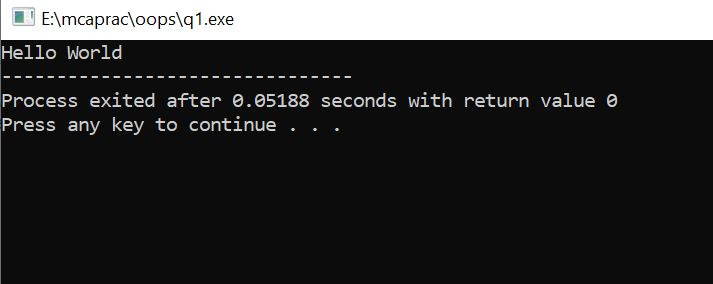 E:\mcaprac\oops\q1.exe
Hello World
--------------------------------
Process exited after 0.05188 seconds with return value 0
Press any key to continue . . .